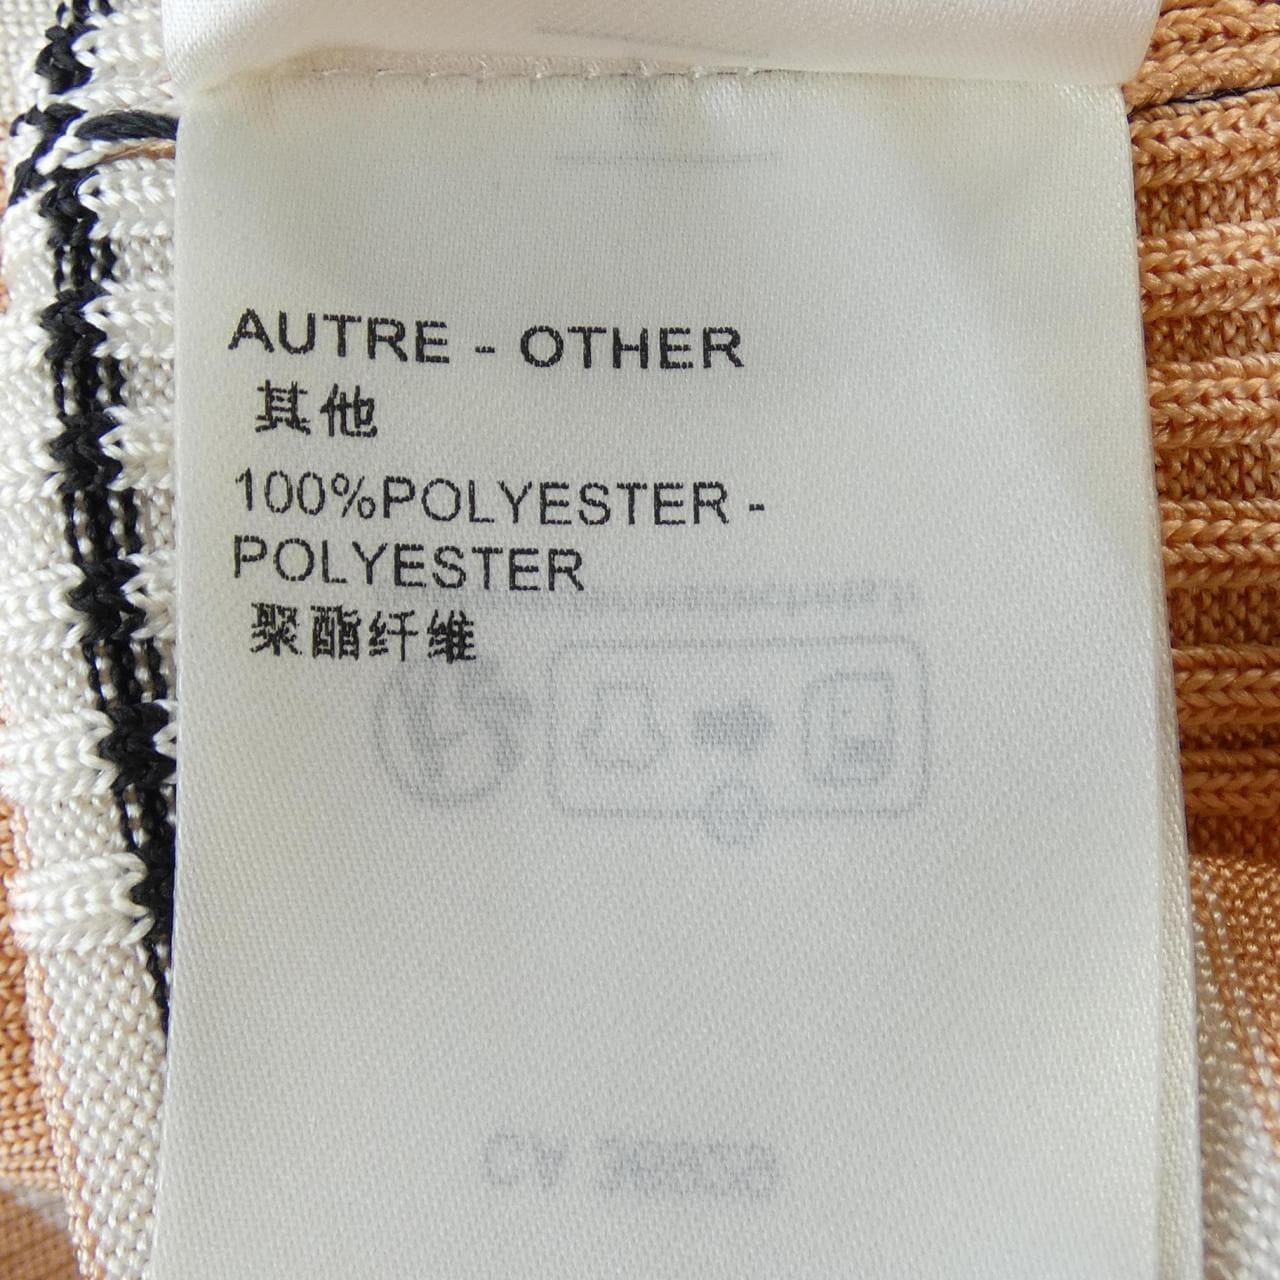 AUTRE - OTHER
其他
100%POLYESTER -
POLYESTER
聚酯纤维